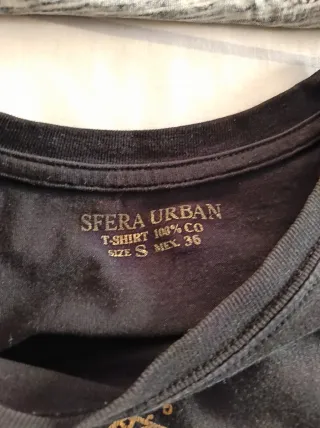 SFERA URBAN
T-SHIRT 100% CO
SIZE S MEX. 36